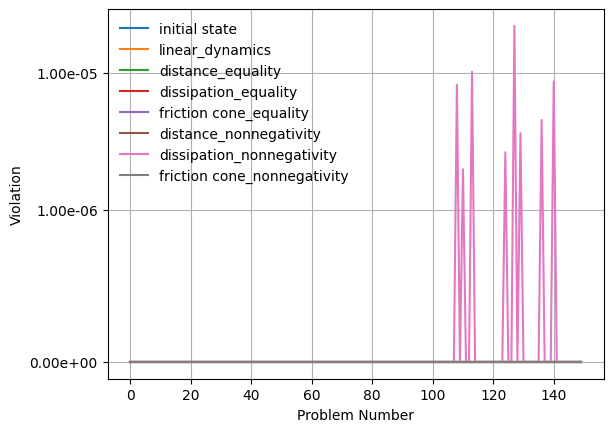 initial state
linear_dynamics
distance_equality
dissipation_equality
friction cone_equality
distance_nonnegativity
dissipation_nonnegativity
friction cone_nonnegativity
1.00e-05
1.00e-06
0.00e+00
Violation
0 20 40 60 80 100 120 140
Problem Number